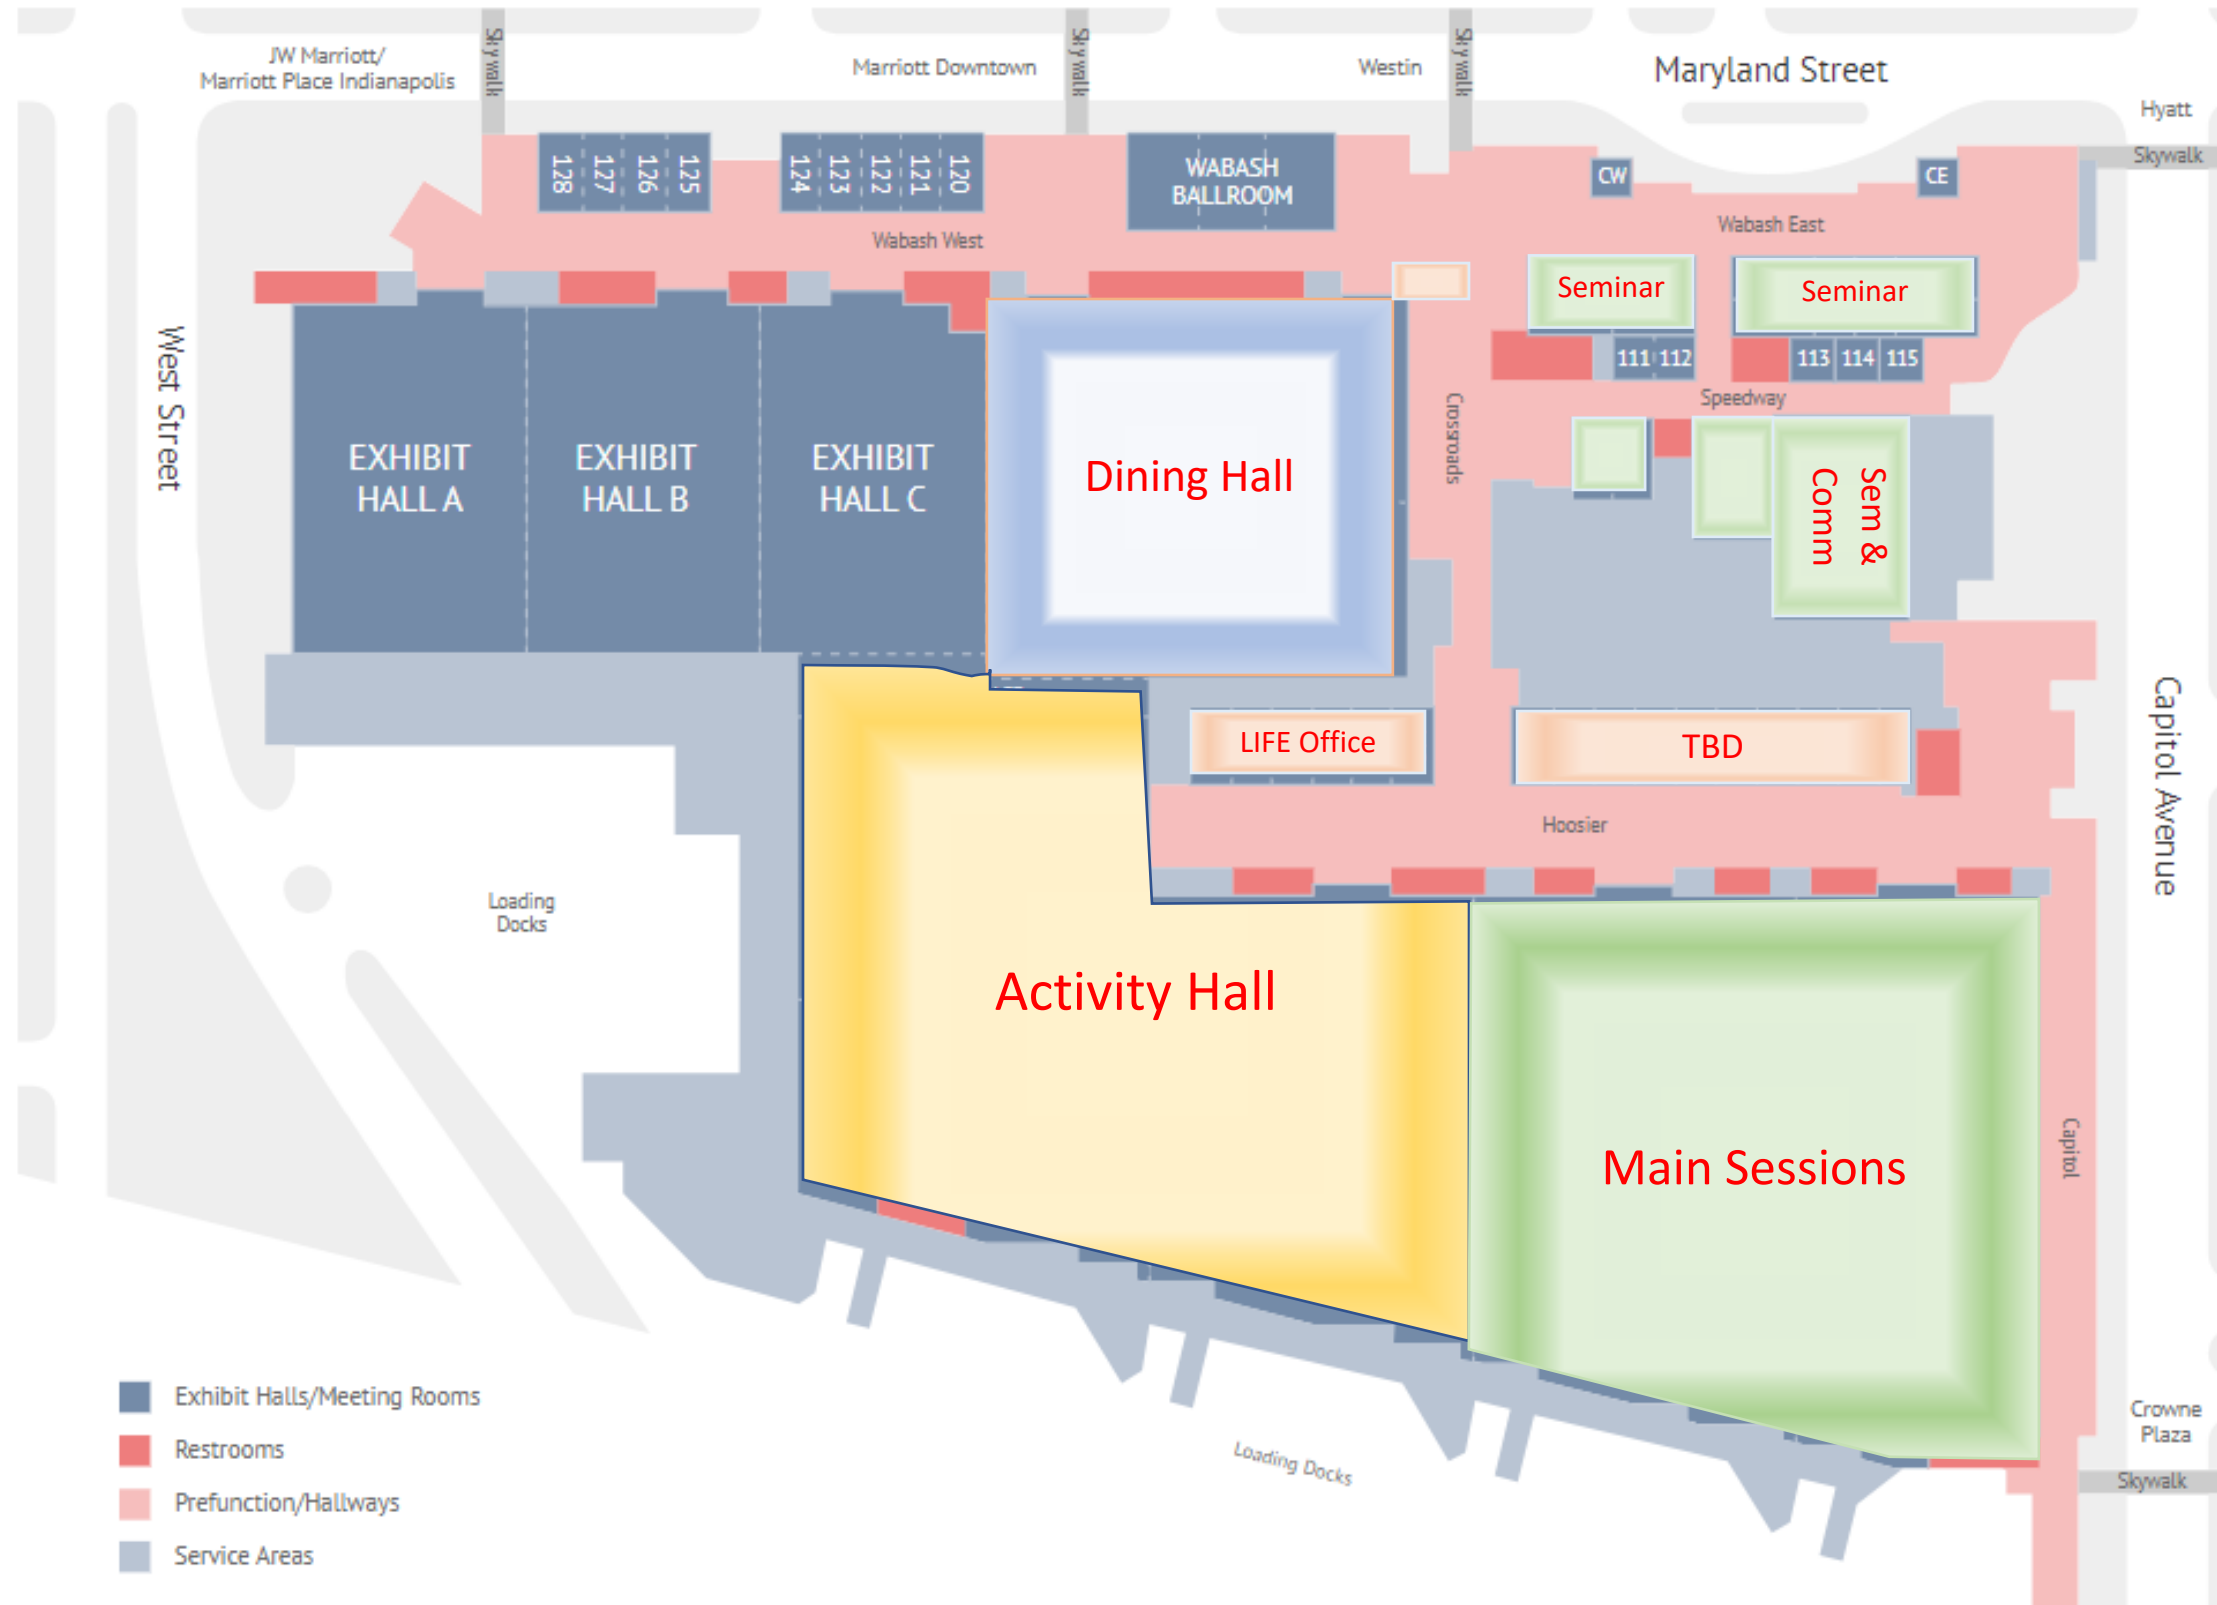 JW Marriott/
Marriott Place Indianapolis
Skywalk
Marriott Downtown
Skywalk
Westin
Skywalk
Maryland Street
Hyatt
Skywalk
128
127
126
125
124
123
122
121
120
WABASH
BALLROOM
CW
CE
Wabash West
Wabash East
Seminar
Seminar
111
112
113
114
115
Speedway
West Street
EXHIBIT
HALL A
EXHIBIT
HALL B
EXHIBIT
HALL C
Dining Hall
Crossroads
Sem &
Comm
LIFE Office
TBD
Capitol Avenue
Hoosier
Loading
Docks
Activity Hall
Main Sessions
Capitol
Exhibit Halls/Meeting Rooms
Restrooms
Prefunction/Hallways
Service Areas
Loading Docks
Crowne
Plaza
Skywalk